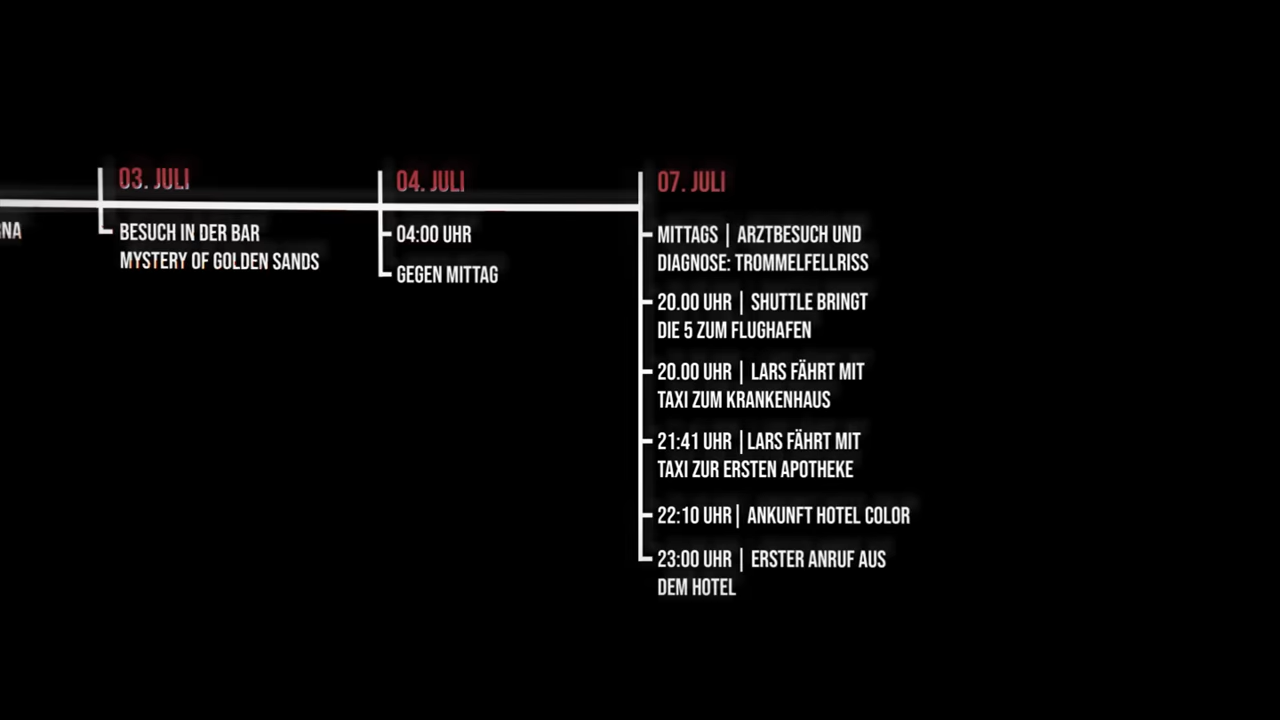 RNA
03. JULI
BESUCH IN DER BAR
MYSTERY OF GOLDEN SANDS
04. JULI
04:00 UHR
GEGEN MITTAG
07. JULI
MITTAGS | ARZTBESUCH UND
DIAGNOSE: TROMMELFELLRISS
20.00 UHR | SHUTTLE BRINGT
DIE 5 ZUM FLUGHAFEN
20.00 UHR | LARS FÄHRT MIT
TAXI ZUM KRANKENHAUS
21:41 UHR |LARS FÄHRT MIT
TAXI ZUR ERSTEN APOTHEKE
22:10 UHR| ANKUNFT HOTEL COLOR
23:00 UHR | ERSTER ANRUF AUS
DEM HOTEL